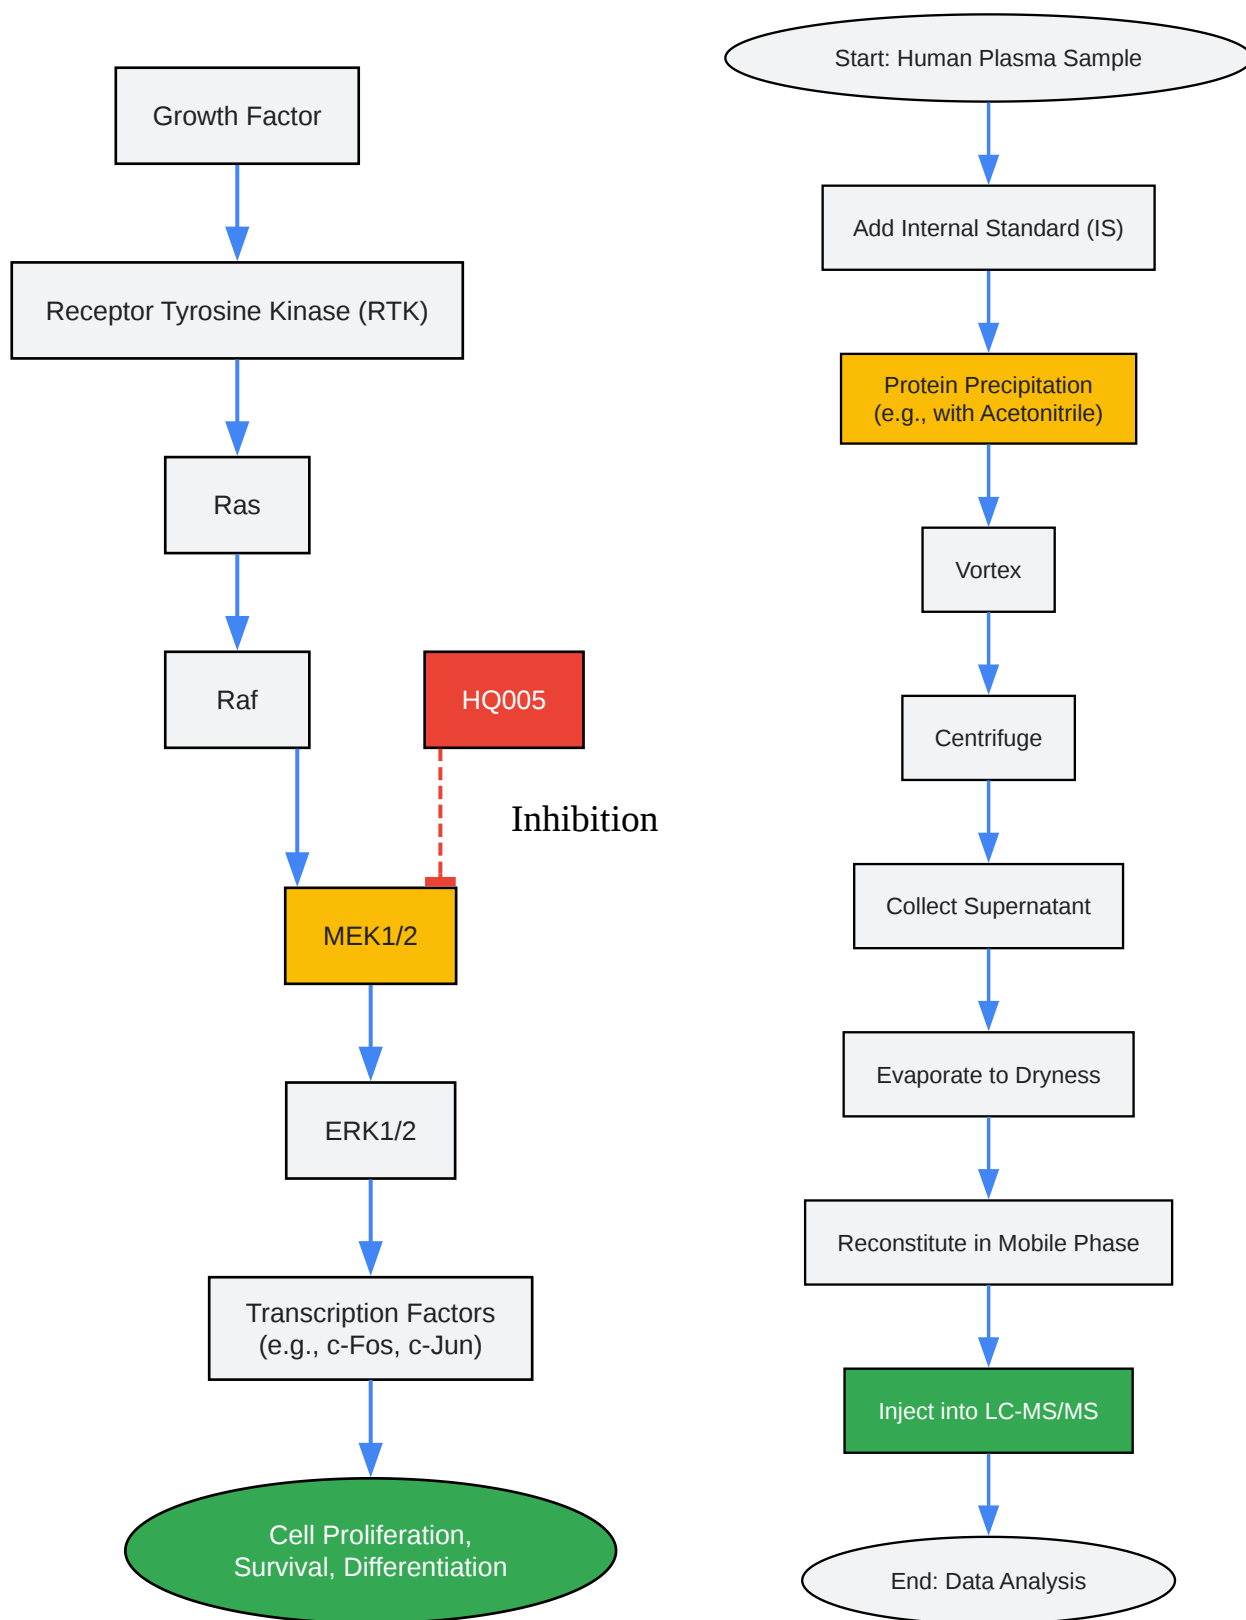 Growth Factor
Receptor Tyrosine Kinase (RTK)
Ras
Raf
HQ005
Inhibition
MEK1/2
ERK1/2
Transcription Factors
(e.g., c-Fos, c-Jun)
Cell Proliferation,
Survival, Differentiation
Start: Human Plasma Sample
Add Internal Standard (IS)
Protein Precipitation
(e.g., with Acetonitrile)
Vortex
Centrifuge
Collect Supernatant
Evaporate to Dryness
Reconstitute in Mobile Phase
Inject into LC-MS/MS
End: Data Analysis